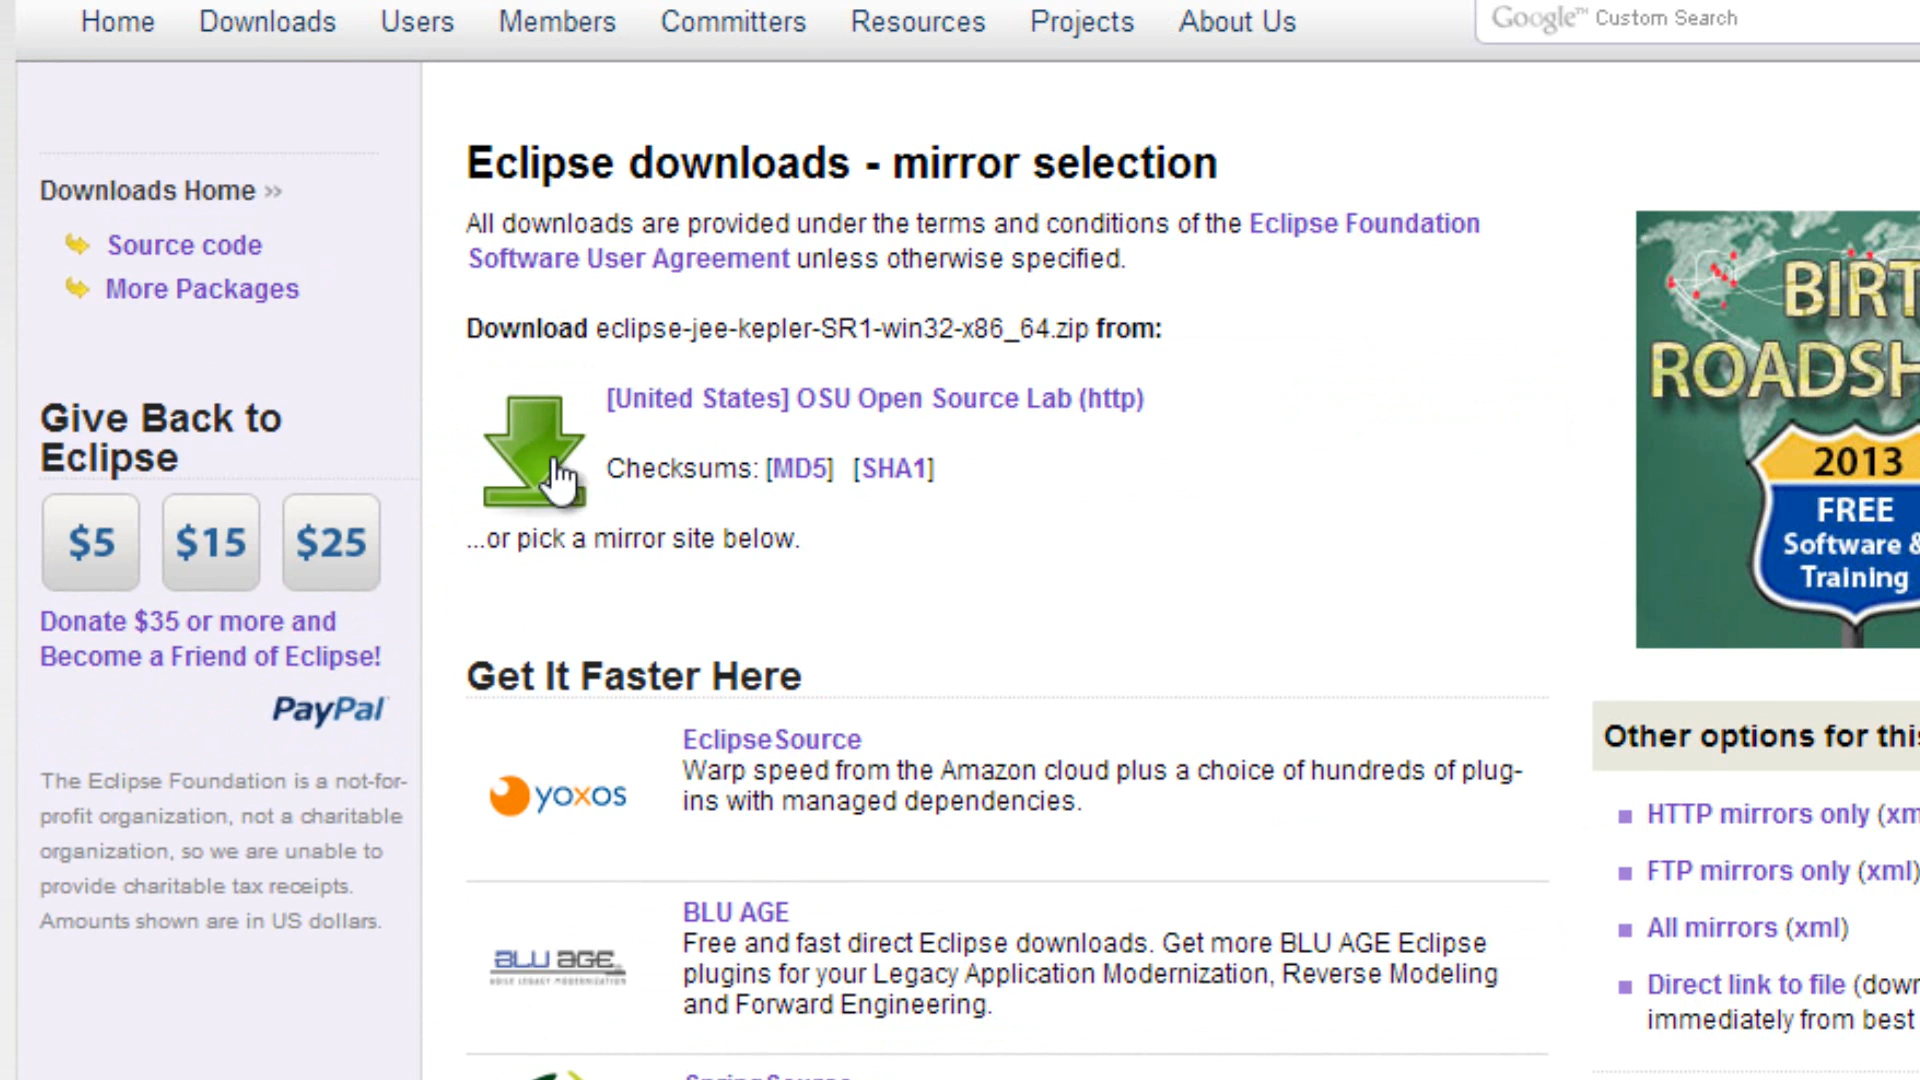 Home Downloads Users Members Committers Resources Projects About Us
Google™ Custom Search
Downloads Home »
Source code
More Packages
Give Back to
Eclipse
$5 $15 $25
Donate $35 or more and
Become a Friend of Eclipse!
PayPal
The Eclipse Foundation is a not-for-
profit organization, not a charitable
organization, so we are unable to
provide charitable tax receipts.
Amounts shown are in US dollars.
Eclipse downloads - mirror selection
All downloads are provided under the terms and conditions of the Eclipse Foundation
Software User Agreement unless otherwise specified.
Download eclipse-jee-kepler-SR1-win32-x86_64.zip from:
[United States] OSU Open Source Lab (http)
Checksums: [MD5] [SHA1]
...or pick a mirror site below.
Get It Faster Here
yoxos
EclipseSource
Warp speed from the Amazon cloud plus a choice of hundreds of plug-
ins with managed dependencies.
BLU AGE
AGILE LEGACY MODERNIZATION
BLU AGE
Free and fast direct Eclipse downloads. Get more BLU AGE Eclipse
plugins for your Legacy Application Modernization, Reverse Modeling
and Forward Engineering.
SpringSource
BIRT
ROADSH
2013
FREE
Software &
Training
Other options for this
HTTP mirrors only (xm
FTP mirrors only (xml)
All mirrors (xml)
Direct link to file (down
immediately from best